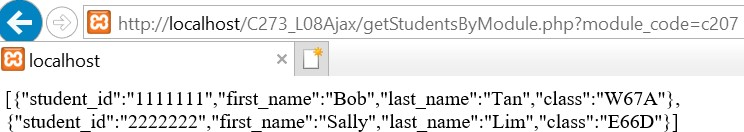 http://localhost/C273_L08Ajax/getStudentsByModule.php?module_code=c207
localhost
[{"student_id":"1111111","first_name":"Bob","last_name":"Tan","class":"W67A"},
{"student_id":"2222222","first_name":"Sally","last_name":"Lim","class":"E66D"}]